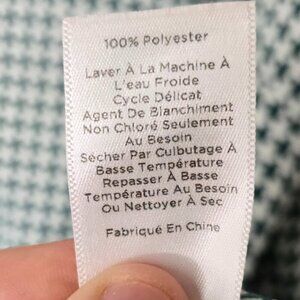 100% Polyester
Laver À La Machine À
L'eau Froide
Cycle Délicat
Agent De Blanchiment
Non Chloré Seulement
Au Besoin
Sécher Par Culbutage À
Basse Température
Repasser À Basse
Température Au Besoin
Ou Nettoyer À Sec
Fabriqué En Chine